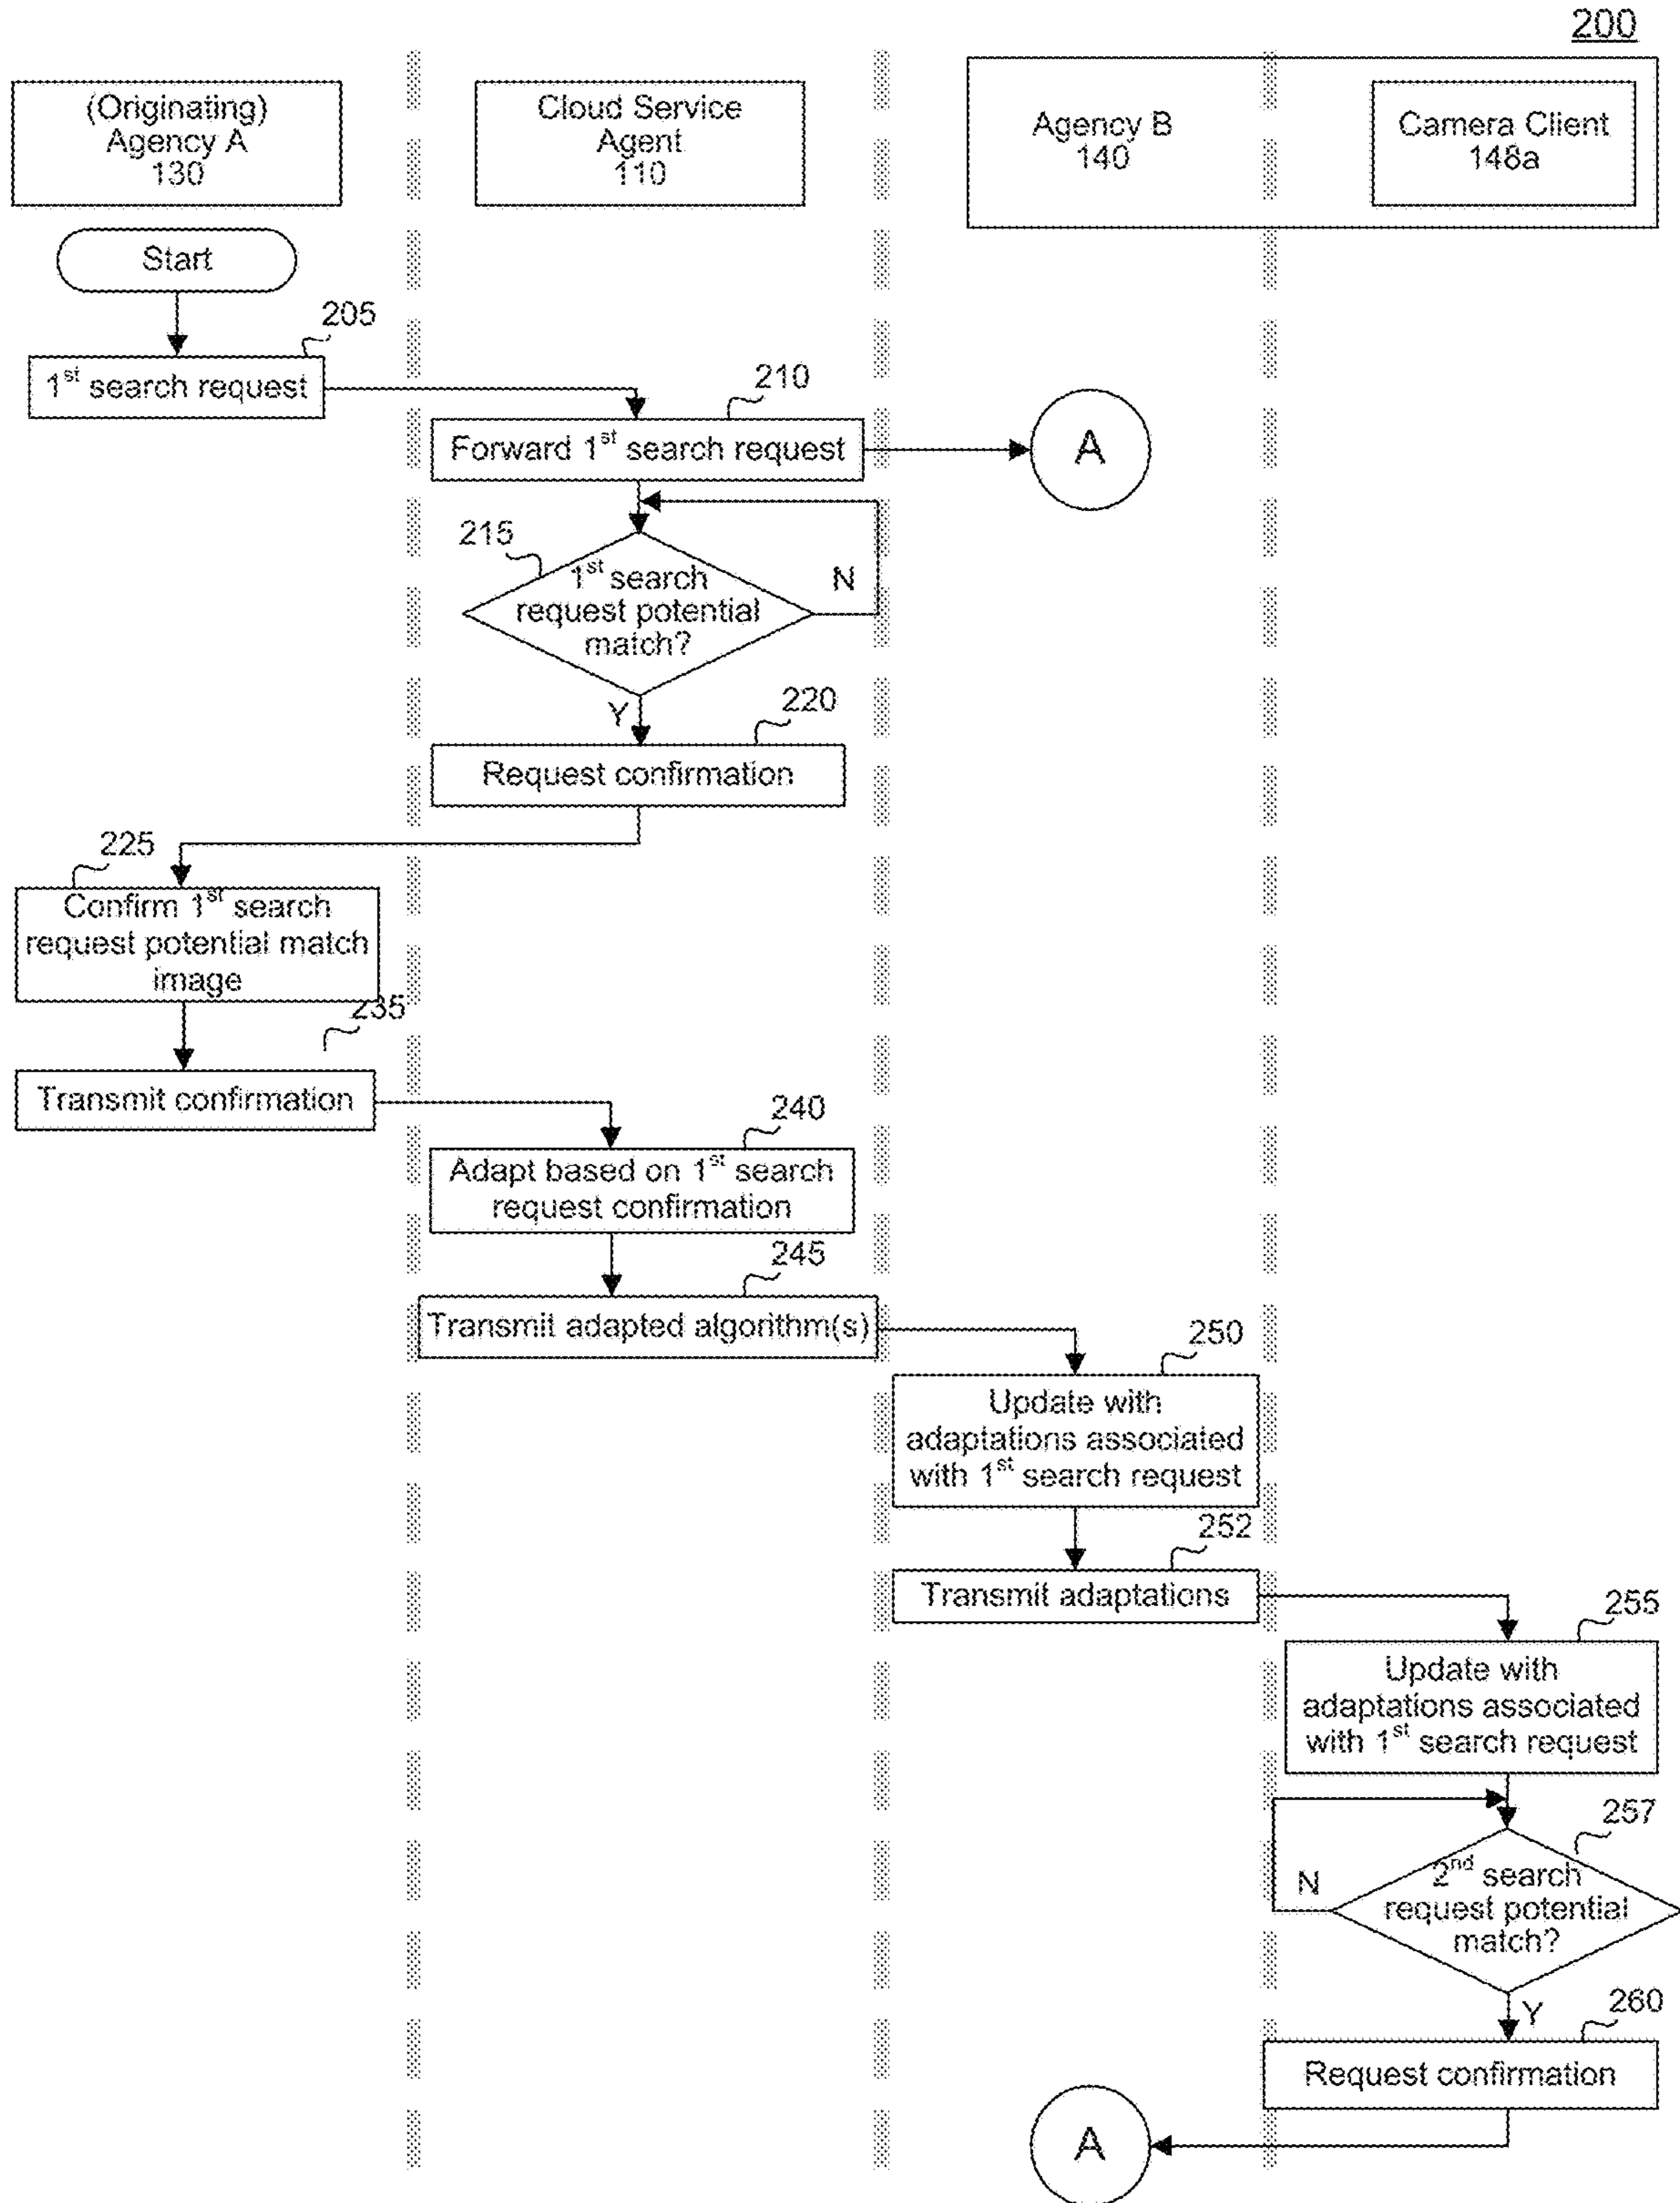 200
(Originating)
Agency A
130
Cloud Service
Agent
110
Agency B
140
Camera Client
148a
Start
205
1st search request
210
Forward 1st search request
A
215
1st search
request potential
match?
N
Y
220
Request confirmation
225
Confirm 1st search
request potential match
image
235
Transmit confirmation
240
Adapt based on 1st search
request confirmation
245
Transmit adapted algorithm(s)
250
Update with
adaptations associated
with 1st search request
252
Transmit adaptations
255
Update with
adaptations associated
with 1st search request
257
2nd search
request potential
match?
N
Y
260
Request confirmation
A